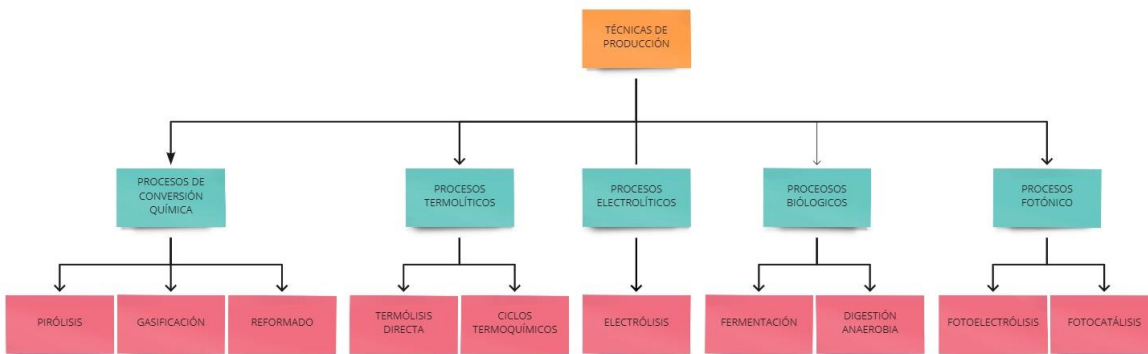 TÉCNICAS DE
PRODUCCIÓN
PROCESOS DE
CONVERSIÓN
QUÍMICA
PROCESOS
TERMOLÍTICOS
PROCESOS
ELECTROLÍTICOS
PROCEOSOS
BIÓLOGICOS
PROCESOS
FOTÓNICO
PIRÓLISIS
GASIFICACIÓN
REFORMADO
TERMÓLISIS
DIRECTA
CICLOS
TERMOQUÍMICOS
ELECTRÓLISIS
FERMENTACIÓN
DIGESTIÓN
ANAEROBIA
FOTOELECTRÓLISIS
FOTOCATÁLISIS